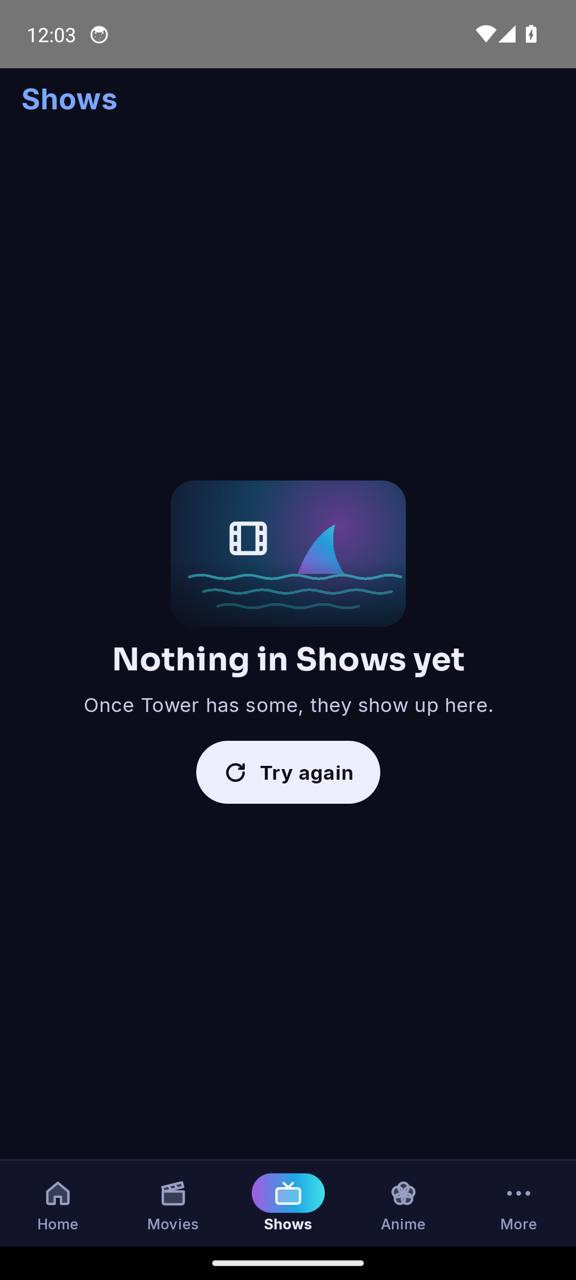 12:03
Shows
Nothing in Shows yet
Once Tower has some, they show up here.
Try again
Home
Movies
Shows
Anime
More